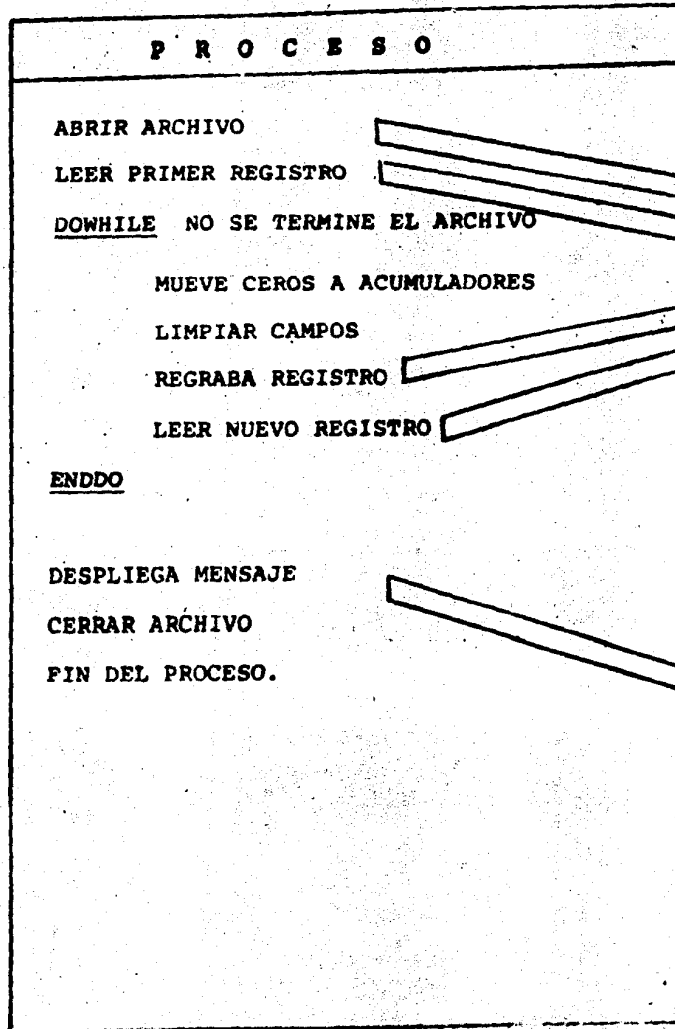 P R O C E S O
ABRIR ARCHIVO
LEER PRIMER REGISTRO
DOWHILE NO SE TERMINE EL ARCHIVO
MUEVE CEROS A ACUMULADORES
LIMPIAR CAMPOS
REGRABA REGISTRO
LEER NUEVO REGISTRO
ENDDO
DESPLIEGA MENSAJE
CERRAR ARCHIVO
FIN DEL PROCESO.